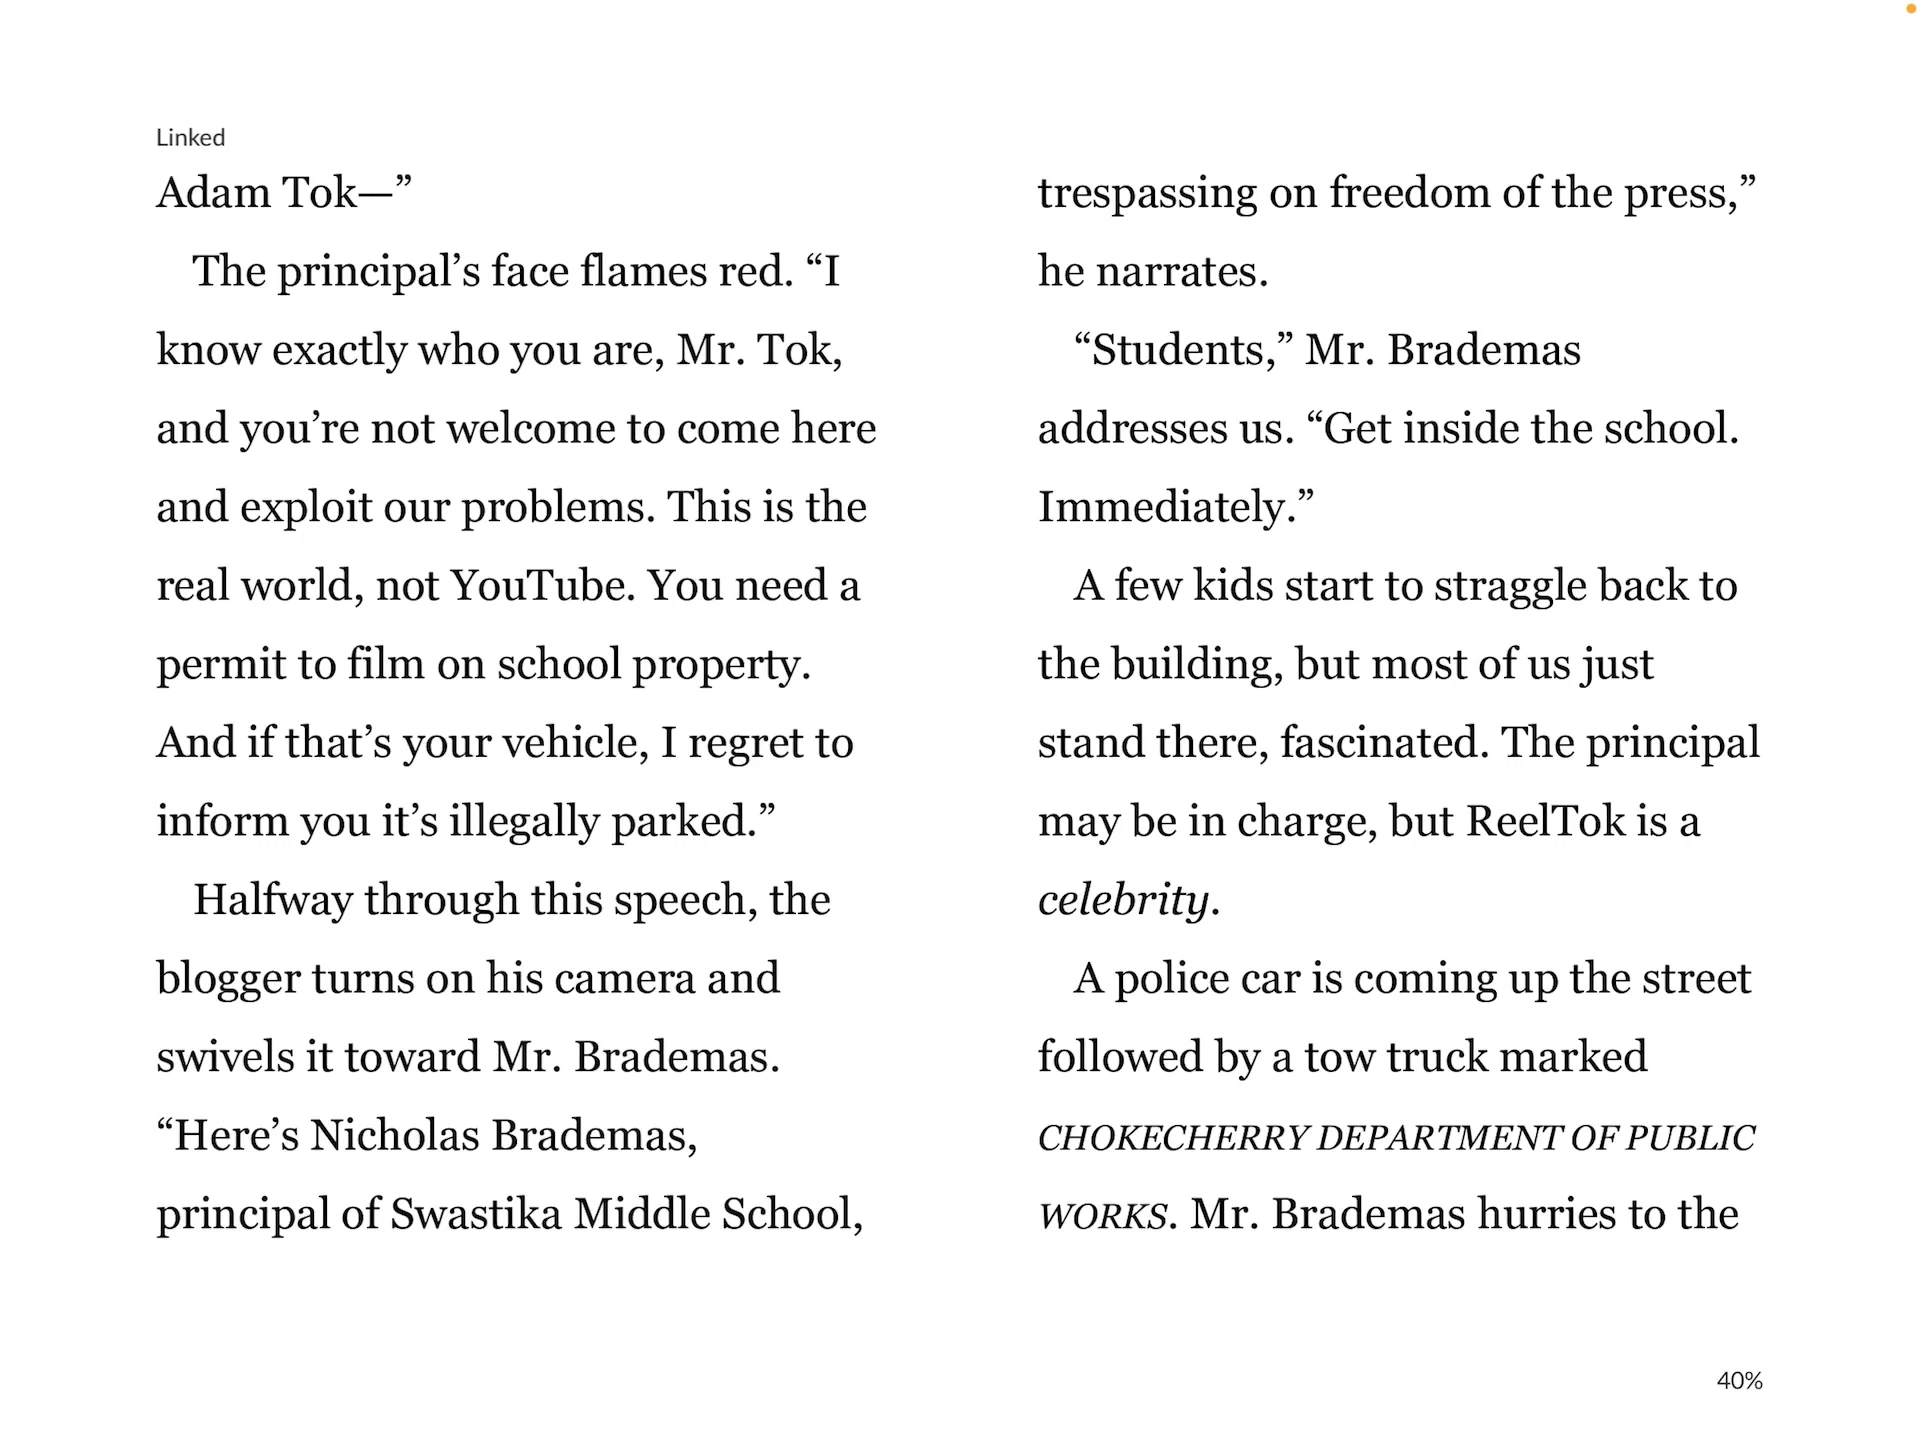 Linked
Adam Tok—”
The principal’s face flames red. “I
know exactly who you are, Mr. Tok,
and you’re not welcome to come here
and exploit our problems. This is the
real world, not YouTube. You need a
permit to film on school property.
And if that’s your vehicle, I regret to
inform you it’s illegally parked.”
Halfway through this speech, the
blogger turns on his camera and
swivels it toward Mr. Brademas.
“Here’s Nicholas Brademas,
principal of Swastika Middle School,
trespassing on freedom of the press,”
he narrates.
“Students,” Mr. Brademas
addresses us. “Get inside the school.
Immediately.”
A few kids start to straggle back to
the building, but most of us just
stand there, fascinated. The principal
may be in charge, but ReelTok is a
celebrity.
A police car is coming up the street
followed by a tow truck marked
CHOKECHERRY DEPARTMENT OF PUBLIC
WORKS. Mr. Brademas hurries to the
40%